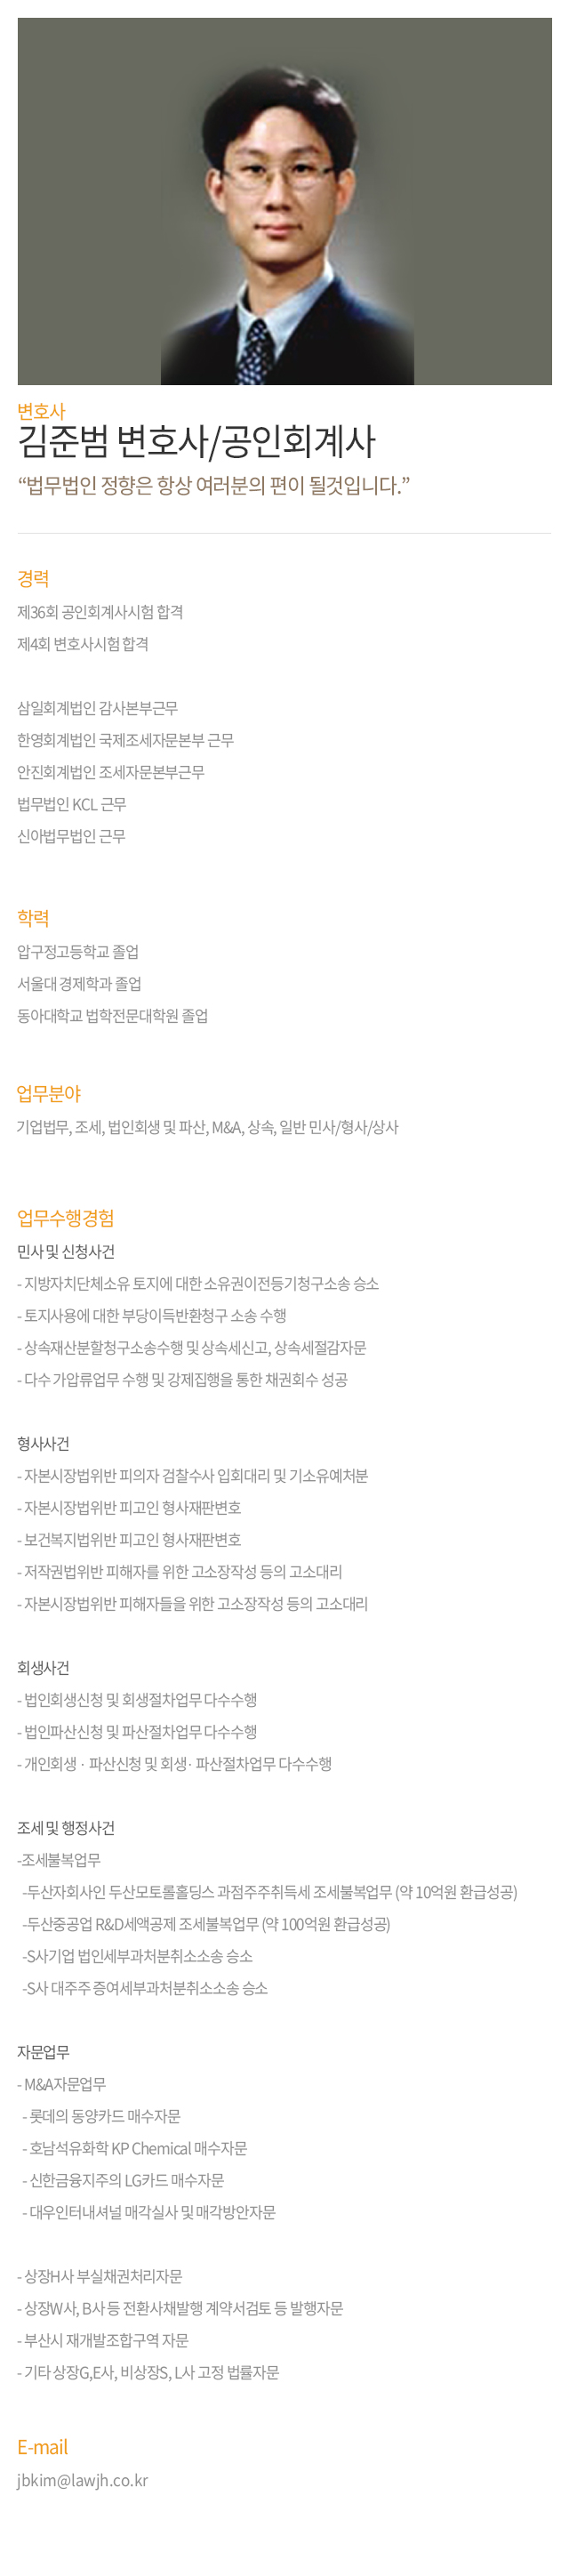 변호사
김준범 변호사/공인회계사
“법무법인 정향은 항상 여러분의 편이 될것입니다.”
경력
제36회 공인회계사시험 합격
제4회 변호사시험 합격
삼일회계법인 감사본부근무
한영회계법인 국제조세자문본부 근무
안진회계법인 조세자문본부근무
법무법인 KCL 근무
신아법무법인 근무
학력
압구정고등학교 졸업
서울대 경제학과 졸업
동아대학교 법학전문대학원 졸업
업무분야
기업법무, 조세, 법인회생 및 파산, M&A, 상속, 일반 민사/형사/상사
업무수행경험
민사 및 신청사건
- 지방자치단체소유 토지에 대한 소유권이전등기청구소송 승소
- 토지사용에 대한 부당이득반환청구 소송 수행
- 상속재산분할청구소송수행 및 상속세신고, 상속세절감자문
- 다수 가압류업무 수행 및 강제집행을 통한 채권회수 성공
형사사건
- 자본시장법위반 피의자 검찰수사 입회대리 및 기소유예처분
- 자본시장법위반 피고인 형사재판변호
- 보건복지법위반 피고인 형사재판변호
- 저작권법위반 피해자를 위한 고소장작성 등의 고소대리
- 자본시장법위반 피해자들을 위한 고소장작성 등의 고소대리
회생사건
- 법인회생신청 및 회생절차업무 다수수행
- 법인파산신청 및 파산절차업무 다수수행
- 개인회생 · 파산신청 및 회생· 파산절차업무 다수수행
조세 및 행정사건
-조세불복업무
-두산자회사인 두산모토롤홀딩스 과점주주취득세 조세불복업무 (약 10억원 환급성공)
-두산중공업 R&D세액공제 조세불복업무 (약 100억원 환급성공)
-S사기업 법인세부과처분취소소송 승소
-S사 대주주 증여세부과처분취소소송 승소
자문업무
- M&A자문업무
- 롯데의 동양카드 매수자문
- 호남석유화학 KP Chemical 매수자문
- 신한금융지주의 LG카드 매수자문
- 대우인터내셔널 매각실사 및 매각방안자문
- 상장H사 부실채권처리자문
- 상장W사, B사 등 전환사채발행 계약서검토 등 발행자문
- 부산시 재개발조합구역 자문
- 기타 상장G,E사, 비상장S, L사 고정 법률자문
E-mail
jbkim@lawjh.co.kr